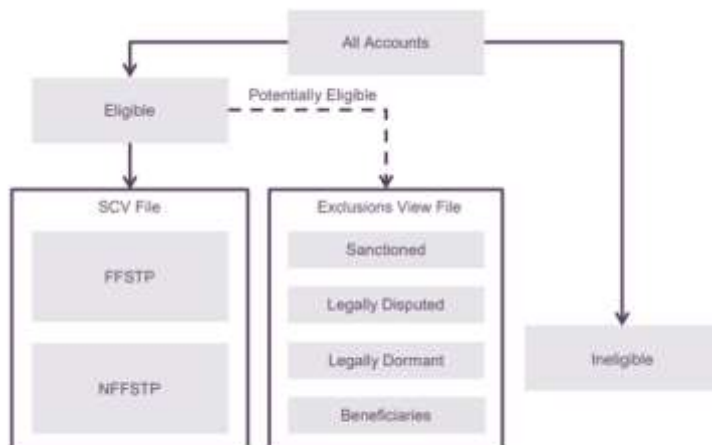 All Accounts
Eligible
Potentially Eligible
SCV File
Exclusions View File
FFSTP
Sanctioned
Legally Disputed
NFFSTP
Legally Dormant
Ineligible
Beneficiaries